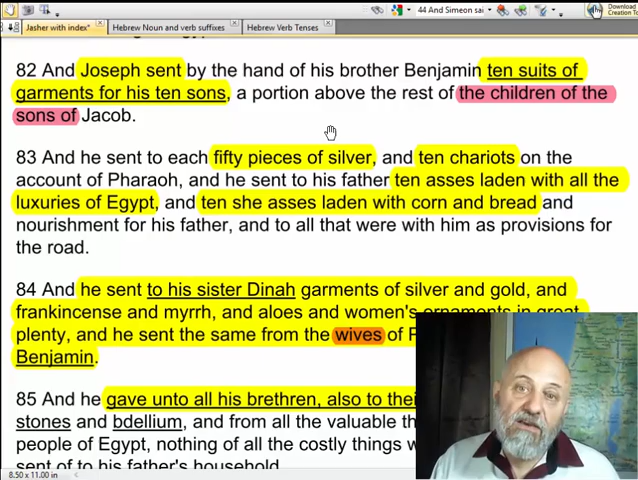 44 And Simeon sai
Download
Creation To
Jasher with index*
Hebrew Noun and verb suffixes
Hebrew Verb Tenses
82 And Joseph sent by the hand of his brother Benjamin ten suits of
garments for his ten sons, a portion above the rest of the children of the
sons of Jacob.
83 And he sent to each fifty pieces of silver, and ten chariots on the
account of Pharaoh, and he sent to his father ten asses laden with all the
luxuries of Egypt, and ten she asses laden with corn and bread and
nourishment for his father, and to all that were with him as provisions for
the road.
84 And he sent to his sister Dinah garments of silver and gold, and
frankincense and myrrh, and aloes and women's ornaments in great
plenty, and he sent the same from the wives of P
Benjamin.
85 And he gave unto all his brethren, also to thei
stones and bdellium, and from all the valuable th
people of Egypt, nothing of all the costly things w
sent of to his father's household.
8.50 x 11.00 in